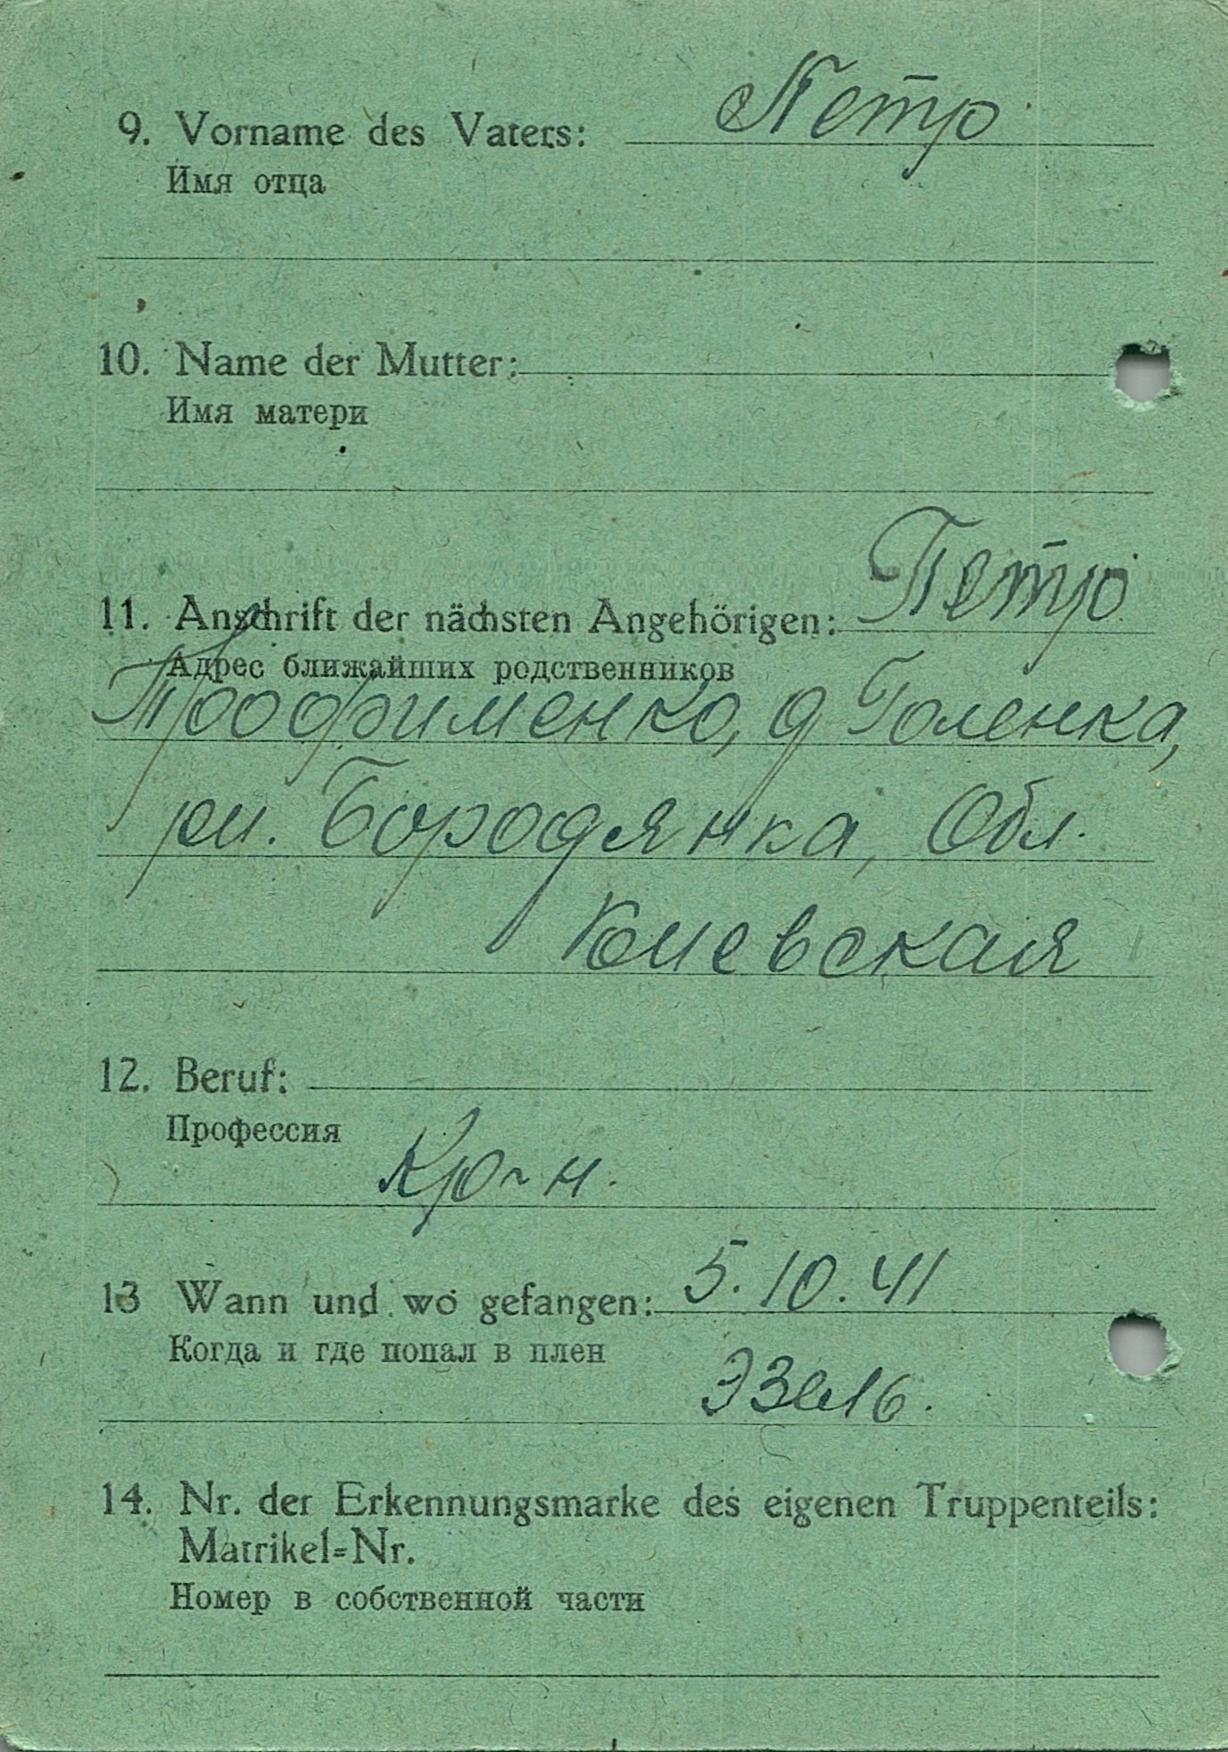 9. Vorname des Vaters: Петро
Имя отца
10. Name der Mutter:
Имя матери
11. Anschrift der nächsten Angehörigen: Петро
Адрес ближайших родственников
Трофименко, д Голенка,
рн. Бородянка, Обл.
Киевская
12. Beruf:
Профессия
Кр-н.
13 Wann und wo gefangen: 5.10.41
Когда и где попал в плен
14. Nr. der Erkennungsmarke des eigenen Truppenteils:
Matrikel=Nr.
Номер в собственной части